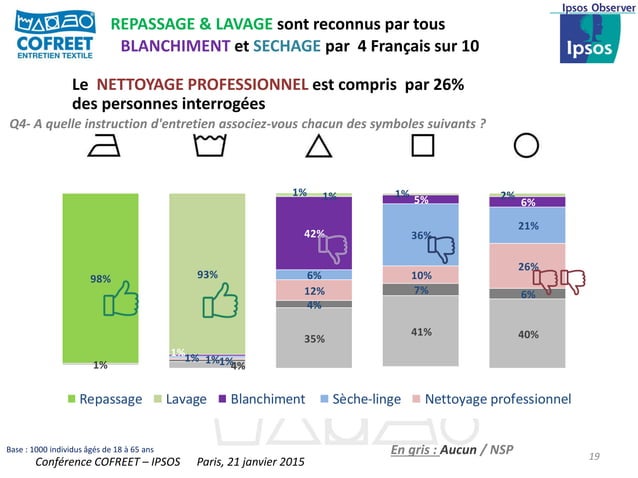 Ipsos Observer
REPASSAGE & LAVAGE sont reconnus par tous
BLANCHIMENT et SECHAGE par 4 Français sur 10
COFREET
ENTRETIEN TEXTILE
Ipsos
Le NETTOYAGE PROFESSIONNEL est compris par 26%
des personnes interrogées
Q4- A quelle instruction d'entretien associez-vous chacun des symboles suivants ?
1% 1% 1% 2%
5% 6%
42% 36% 21%
98% 93% 6% 10% 26%
12% 7% 6%
4%
35% 41% 40%
1% 1% 1% 1% 1% 4%
Repassage Lavage Blanchiment Sèche-linge Nettoyage professionnel
Base : 1000 individus âgés de 18 à 65 ans
En gris : Aucun / NSP
Conférence COFREET – IPSOS Paris, 21 janvier 2015
19